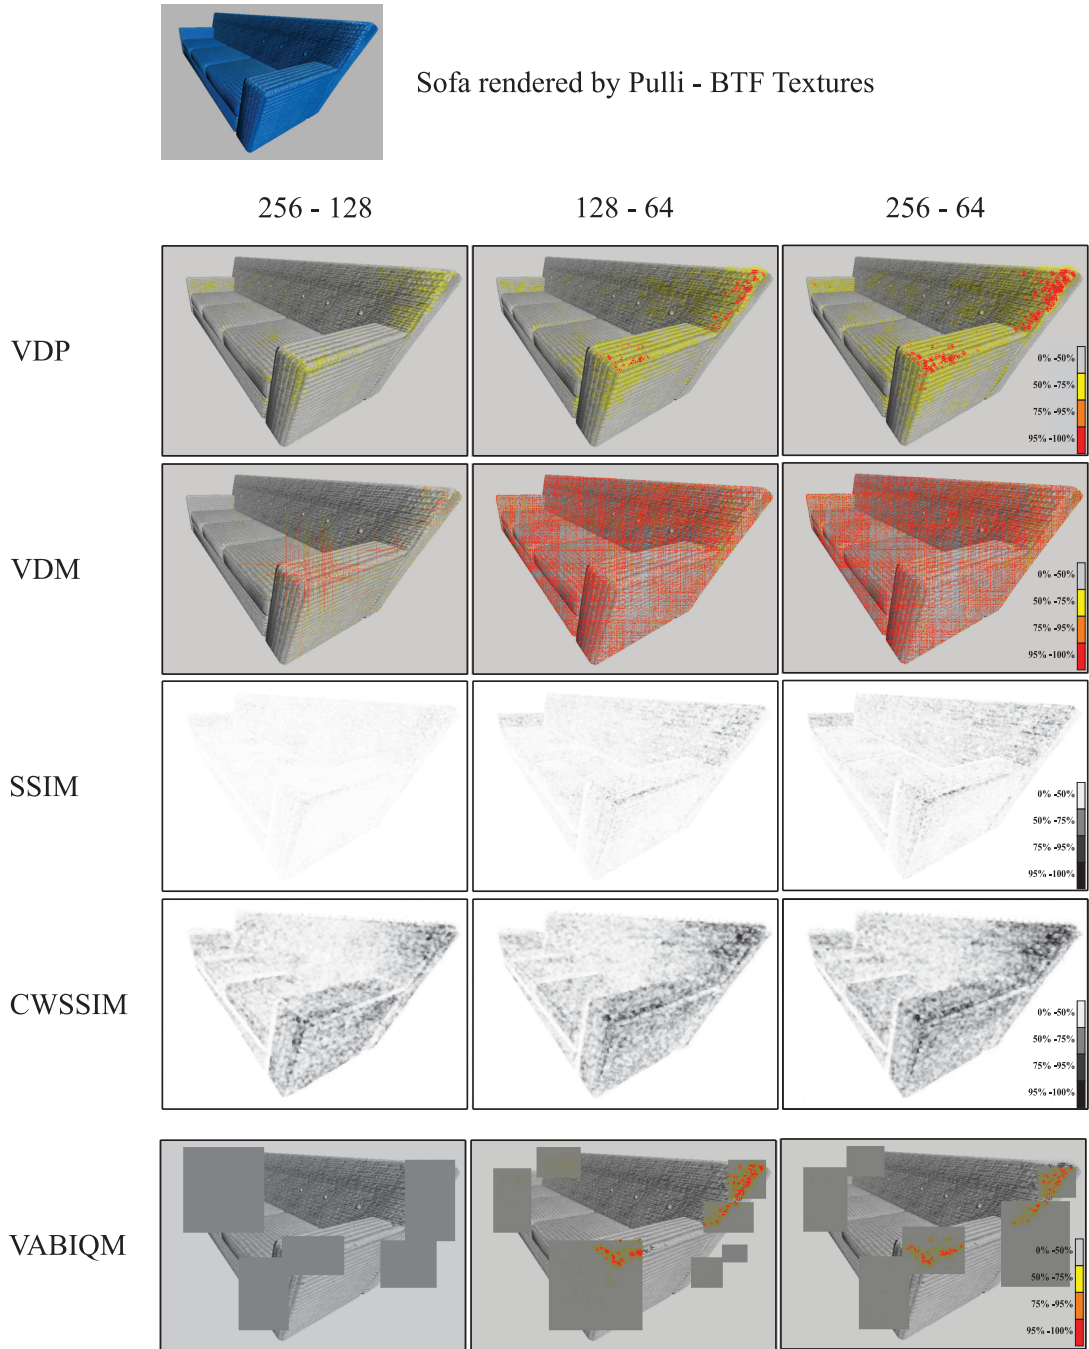 Sofa rendered by Pulli - BTF Textures
256 - 128
128 - 64
256 - 64
VDP
0% -50%
50% -75%
75% -95%
95% -100%
VDM
0% -50%
50% -75%
75% -95%
95% -100%
SSIM
0% -50%
50% -75%
75% -95%
95% -100%
CWSSIM
0% -50%
50% -75%
75% -95%
95% -100%
VABIQM
0% -50%
50% -75%
75% -95%
95% -100%